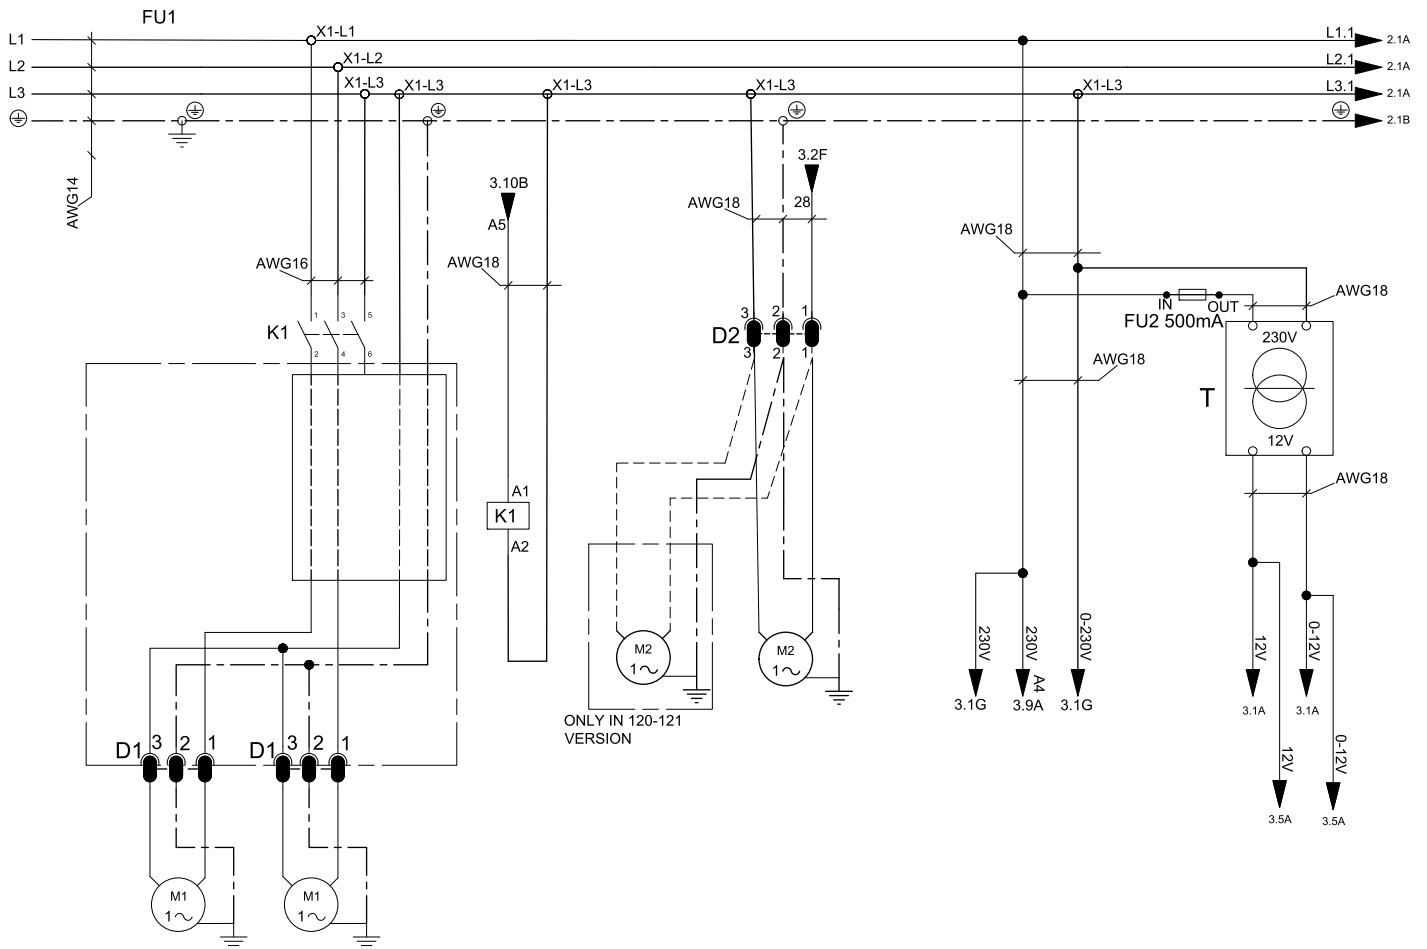 FU1
L1
X1-L1
L1.1
2.1A
L2
X1-L2
L2.1
2.1A
L3
X1-L3
X1-L3
X1-L3
X1-L3
X1-L3
L3.1
2.1A
2.1B
AWG14
3.10B
A5
3.2F
28
AWG18
AWG16
AWG18
AWG18
AWG18
IN
OUT
FU2 500mA
K1
1
3
5
2
4
6
D2
3
2
1
3
2
1
AWG18
230V
T
12V
AWG18
A1
K1
A2
M2
1
M2
1
ONLY IN 120-121
VERSION
230V
230V
A4
0-230V
3.1G
3.9A
3.1G
12V
0-12V
3.1A
3.1A
12V
0-12V
3.5A
3.5A
D1
3
2
1
D1
3
2
1
M1
1
M1
1